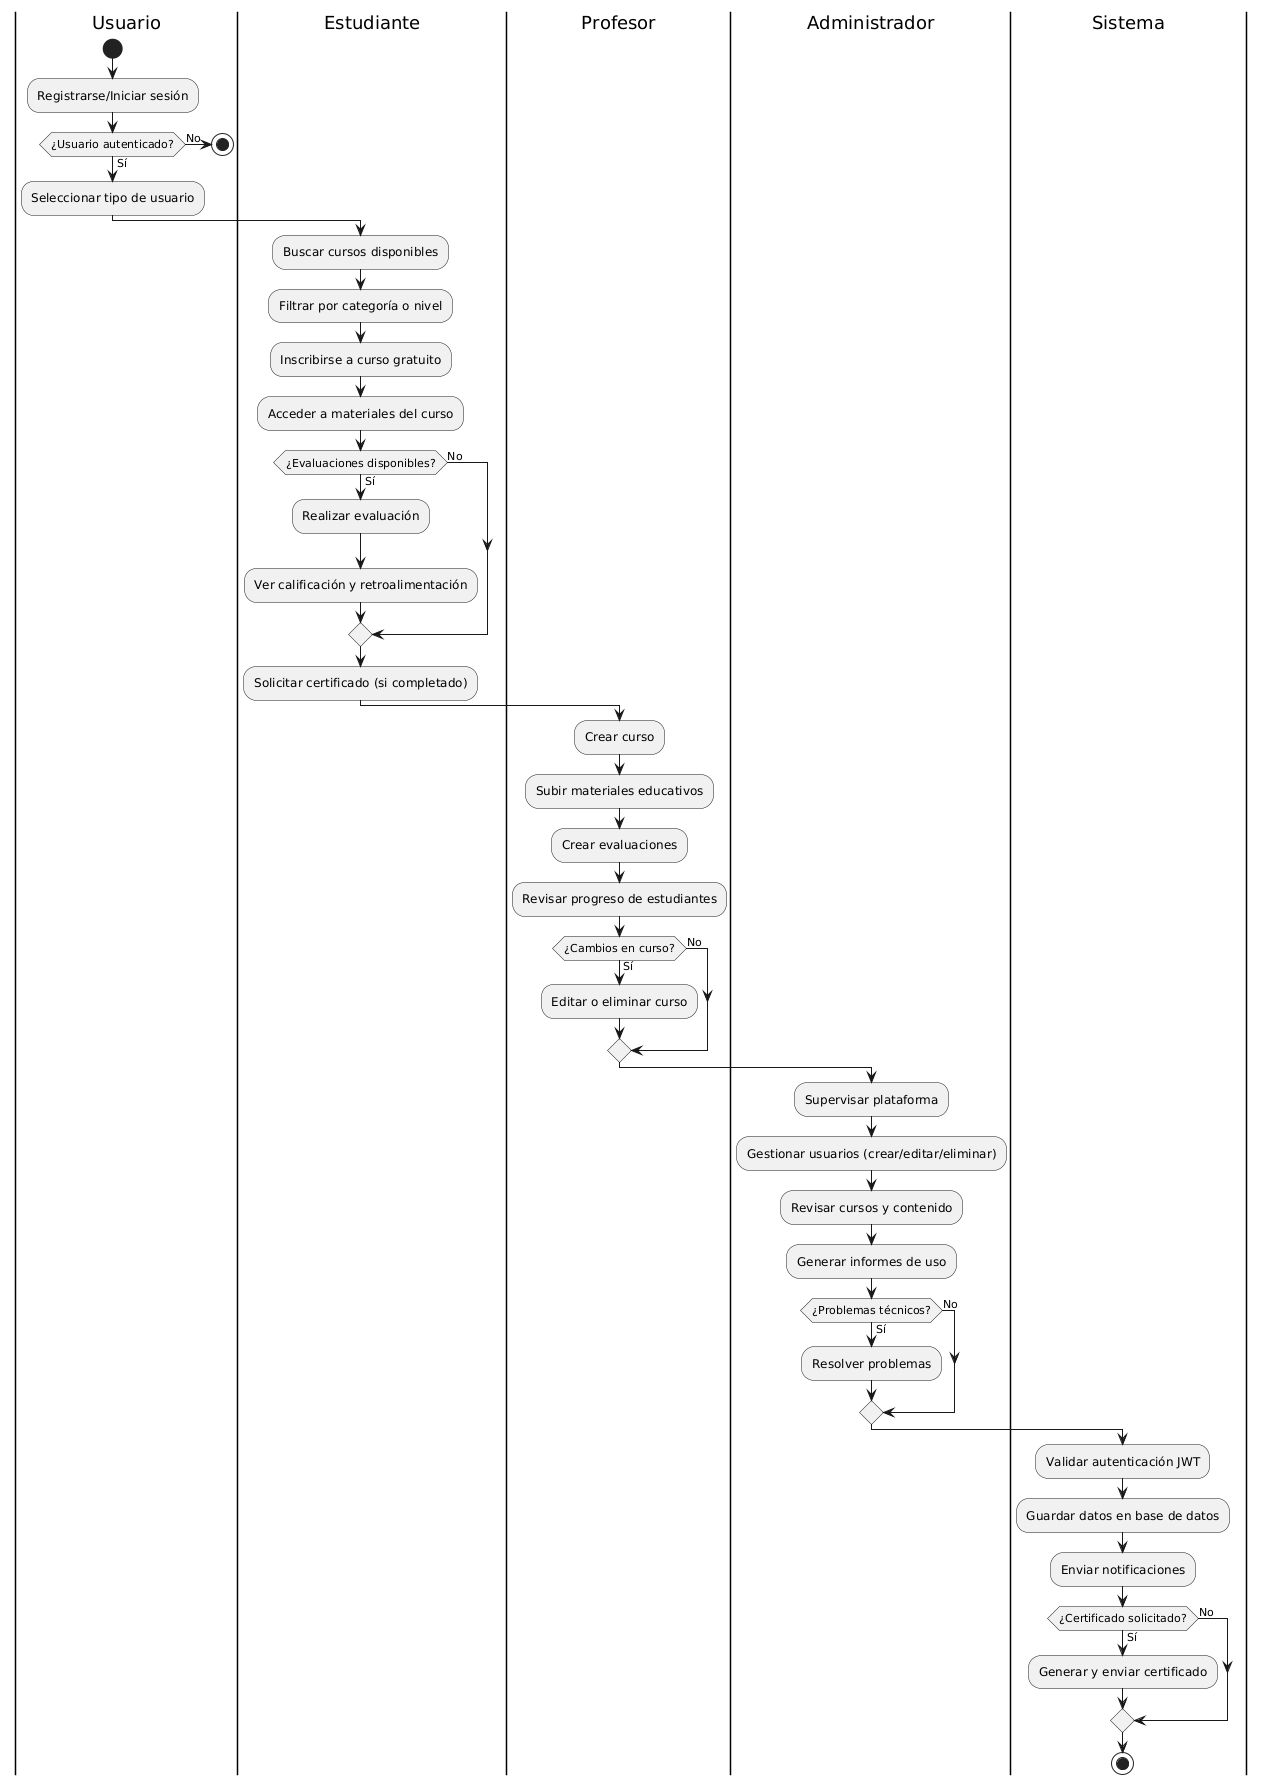 Usuario
Estudiante
Profesor
Administrador
Sistema
Registrarse/Iniciar sesión
¿Usuario autenticado?
No
Sí
Seleccionar tipo de usuario
Buscar cursos disponibles
Filtrar por categoría o nivel
Inscribirse a curso gratuito
Acceder a materiales del curso
¿Evaluaciones disponibles?
No
Sí
Realizar evaluación
Ver calificación y retroalimentación
Solicitar certificado (si completado)
Crear curso
Subir materiales educativos
Crear evaluaciones
Revisar progreso de estudiantes
¿Cambios en curso?
No
Sí
Editar o eliminar curso
Supervisar plataforma
Gestionar usuarios (crear/editar/eliminar)
Revisar cursos y contenido
Generar informes de uso
¿Problemas técnicos?
No
Sí
Resolver problemas
Validar autenticación JWT
Guardar datos en base de datos
Enviar notificaciones
¿Certificado solicitado?
No
Sí
Generar y enviar certificado